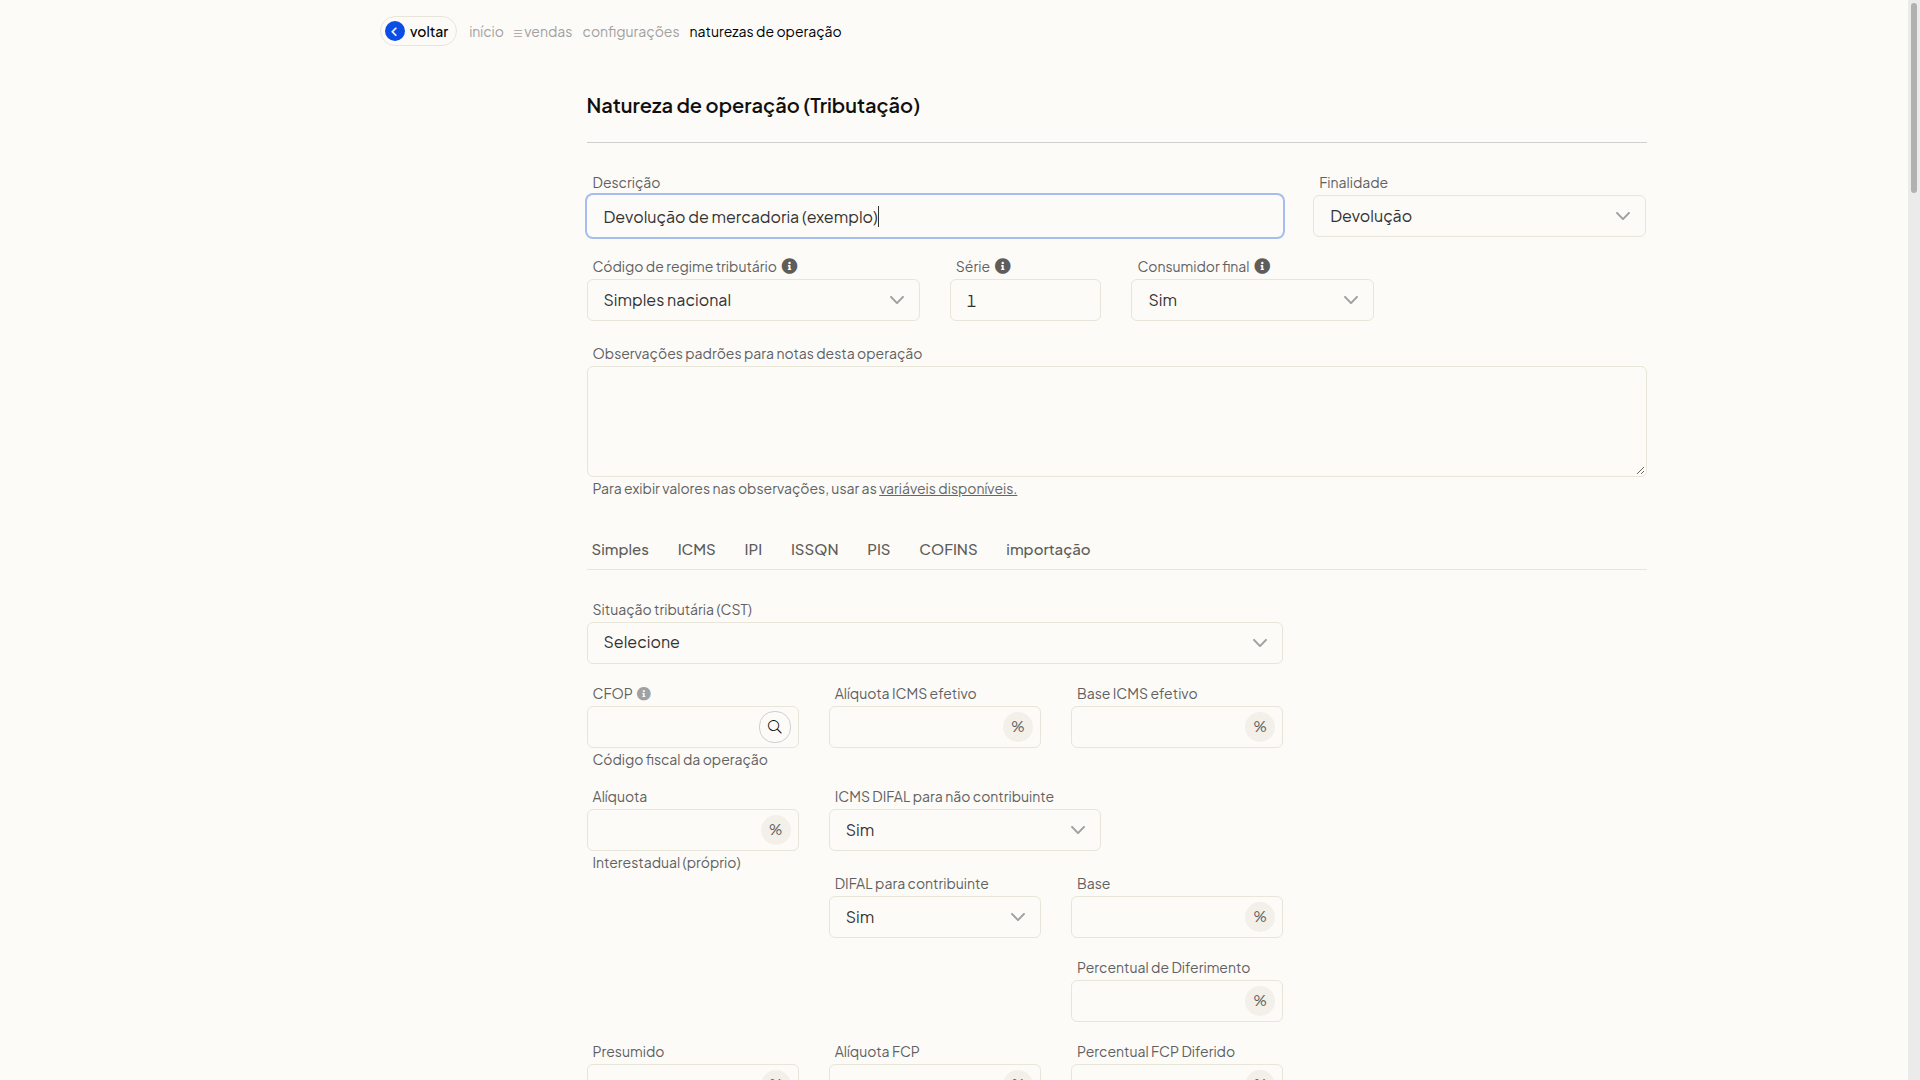 voltar início vendas configurações naturezas de operação
Natureza de operação (Tributação)
Descrição Finalidade
Devolução de mercadoria (exemplo) Devolução
Código de regime tributário Série Consumidor final
Simples nacional 1 Sim
Observações padrões para notas desta operação
Para exibir valores nas observações, usar as variáveis disponíveis.
Simples ICMS IPI ISSQN PIS COFINS importação
Situação tributária (CST)
Selecione
CFOP Alíquota ICMS efetivo Base ICMS efetivo
% %
Código fiscal da operação
Alíquota ICMS DIFAL para não contribuinte
% Sim
Interestadual (próprio)
DIFAL para contribuinte Base
Sim %
Percentual de Diferimento
%
Presumido Alíquota FCP Percentual FCP Diferido